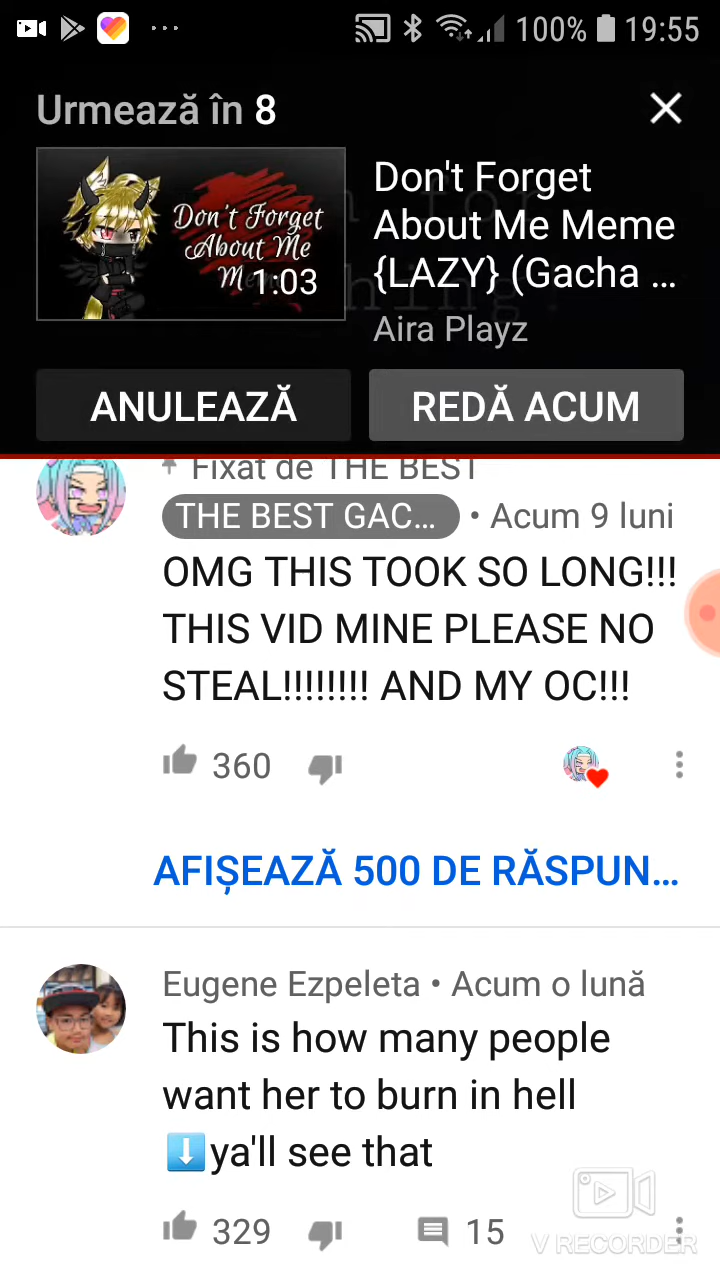 100% 19:55
Urmează în 8
Don't Forget
About Me
M
1:03
Don't Forget
About Me Meme
{LAZY} (Gacha ...
Aira Playz
ANULEAZĂ
REDĂ ACUM
Fixat de THE BEST
THE BEST GAC... • Acum 9 luni
OMG THIS TOOK SO LONG!!!
THIS VID MINE PLEASE NO
STEAL!!!!!!!! AND MY OC!!!
360
AFIȘEAZĂ 500 DE RĂSPUN...
Eugene Ezpeleta • Acum o lună
This is how many people
want her to burn in hell
⬇️ya'll see that
329 15
V RECORDER